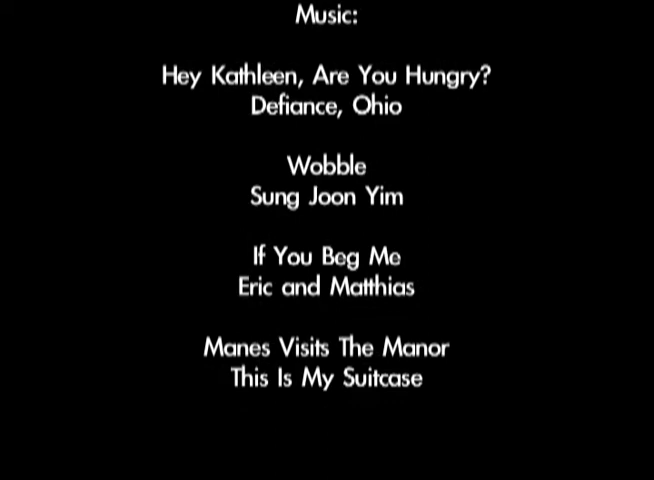 Music:
Hey Kathleen, Are You Hungry?
Defiance, Ohio
Wobble
Sung Joon Yim
If You Beg Me
Eric and Matthias
Manes Visits The Manor
This Is My Suitcase